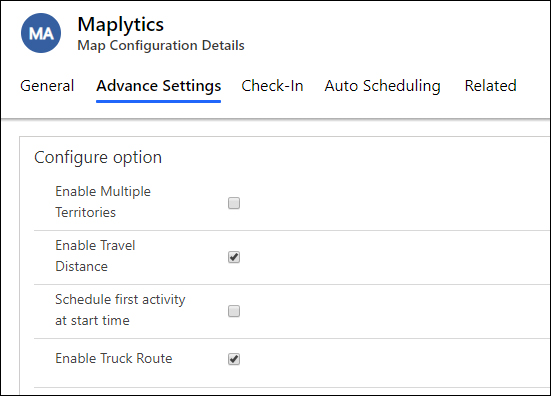 MA
Maplytics
Map Configuration Details
General Advance Settings Check-In Auto Scheduling Related
Configure option
Enable Multiple
Territories
Enable Travel
Distance
Schedule first activity
at start time
Enable Truck Route